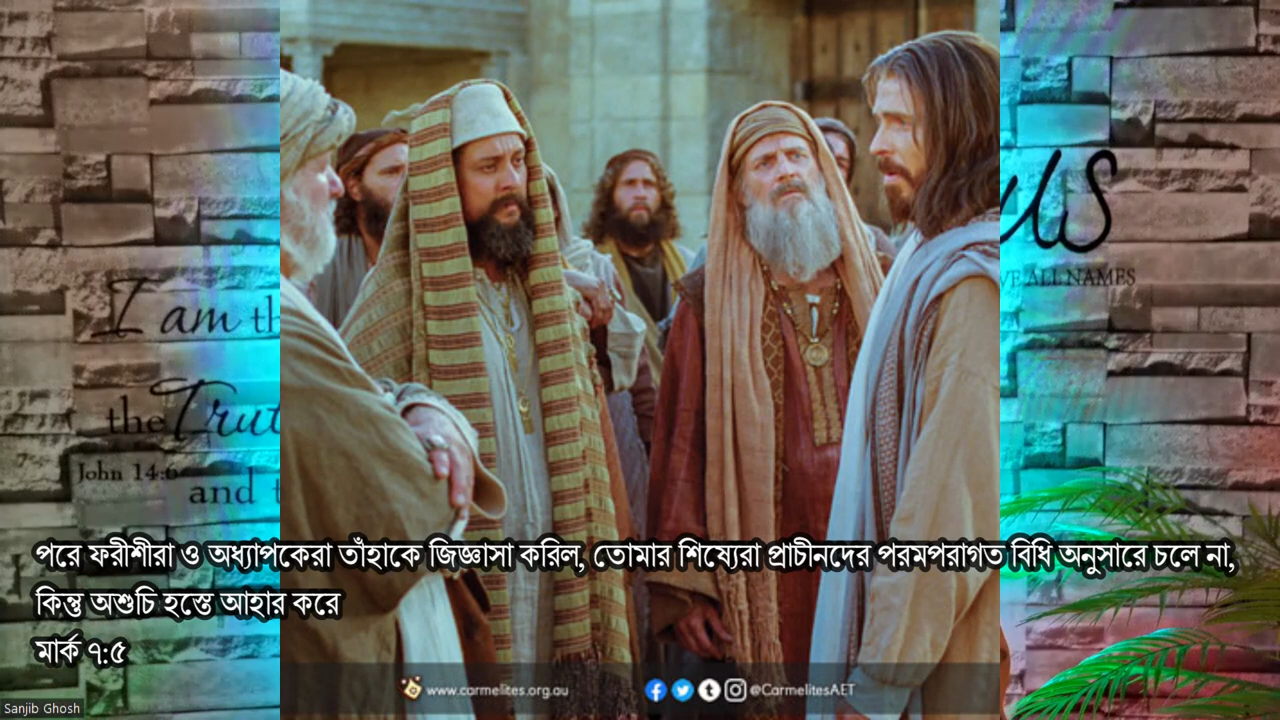 us
VE ALL NAMES
I am th
the Trut
John 14:6
and t
পরে ফরীশীরা ও অধ্যাপকেরা তাঁহাকে জিজ্ঞাসা করিল, তোমার শিষ্যেরা প্রাচীনদের পরমপরাগত বিধি অনুসারে চলে না,
কিন্তু অশুচি হস্তে আহার করে
মার্ক ৭:৫
www.carmelites.org.au
@CarmelitesAET
Sanjib Ghosh